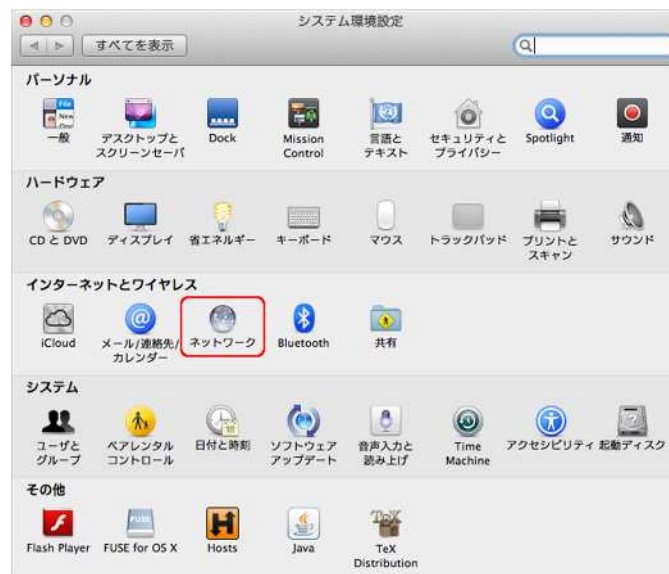 システム環境設定
すべてを表示
パーソナル
一般
デスクトップと
スクリーンセーバ
Dock
Mission
Control
言語と
テキスト
セキュリティと
プライバシー
Spotlight
通知
ハードウェア
CD と DVD
ディスプレイ
省エネルギー
キーボード
マウス
トラックパッド
プリントと
スキャン
サウンド
インターネットとワイヤレス
iCloud
メール/連絡先/
カレンダー
ネットワーク
Bluetooth
共有
システム
ユーザと
グループ
ペアレンタル
コントロール
日付と時刻
ソフトウェア
アップデート
音声入力と
読み上げ
Time
Machine
アクセシビリティ
起動ディスク
その他
Flash Player
FUSE for OS X
Hosts
Java
TeX
Distribution